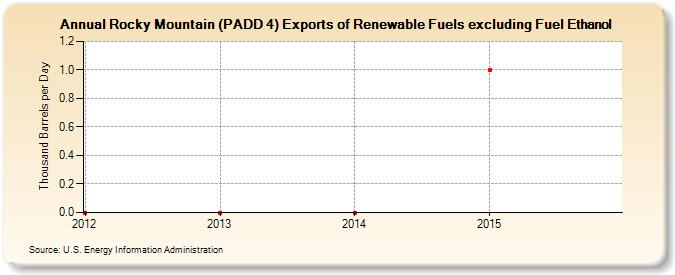 Annual Rocky Mountain (PADD 4) Exports of Renewable Fuels excluding Fuel Ethanol
Thousand Barrels per Day
1.2
1.0
0.8
0.6
0.4
0.2
0.0
2012 2013 2014 2015
Source: U.S. Energy Information Administration